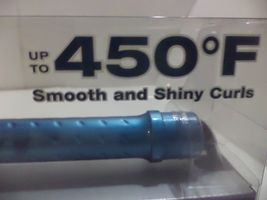 UP
TO 450°F
Smooth and Shiny Curls